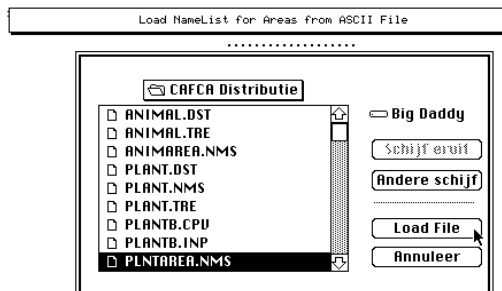 Load NameList for Areas from ASCII File
CAFCA Distributie
ANIMAL.DST
ANIMAL.TRE
ANIMAREA.NMS
PLANT.DST
PLANT.NMS
PLANT.TRE
PLANTB.CPU
PLANTB.INP
PLNTAREA.NMS
Big Daddy
Schijf eruit
Andere schijf
Load File
Annuleer